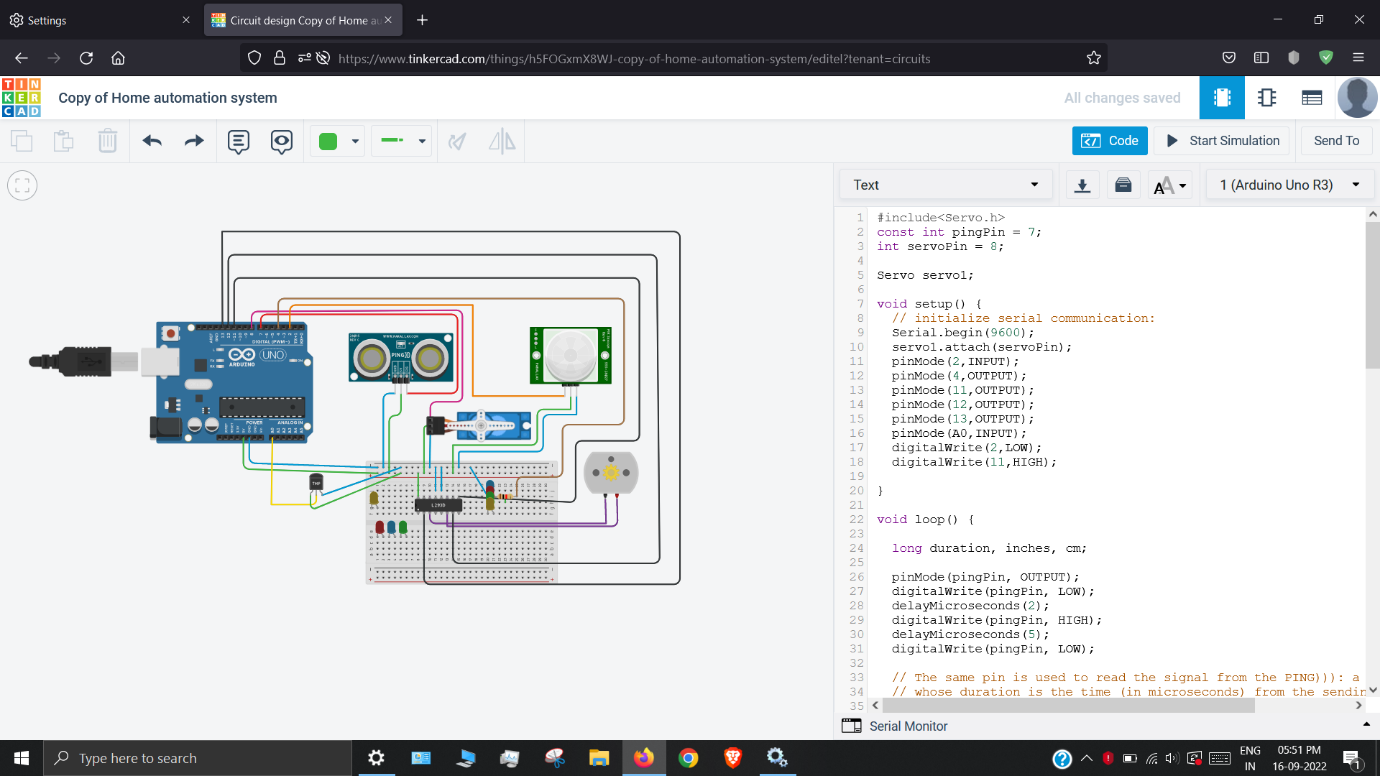 Settings
Circuit design Copy of Home au
https://www.tinkercad.com/things/h5FOGxmX8WJ-copy-of-home-automation-system/editel?tenant=circuits
TIN
KER
CAD
Copy of Home automation system
All changes saved
Code
Start Simulation
Send To
Text
1 (Arduino Uno R3)
1 #include<Servo.h>
2 const int pingPin = 7;
3 int servoPin = 8;
4
5 Servo servo1;
6
7 void setup() {
8 // initialize serial communication:
9 Serial.begin(9600);
10 servo1.attach(servoPin);
11 pinMode(2,INPUT);
12 pinMode(4,OUTPUT);
13 pinMode(11,OUTPUT);
14 pinMode(12,OUTPUT);
15 pinMode(13,OUTPUT);
16 pinMode(A0,INPUT);
17 digitalWrite(2,LOW);
18 digitalWrite(11,HIGH);
19
20 }
21
22 void loop() {
23
24 long duration, inches, cm;
25
26 pinMode(pingPin, OUTPUT);
27 digitalWrite(pingPin, LOW);
28 delayMicroseconds(2);
29 digitalWrite(pingPin, HIGH);
30 delayMicroseconds(5);
31 digitalWrite(pingPin, LOW);
32
33 // The same pin is used to read the signal from the PING))): a
34 // whose duration is the time (in microseconds) from the sendin
35
DIGITAL (PWM~)
UNO
ARDUINO
POWER
ANALOG IN
PING)))
TMP
L293D
Serial Monitor
Type here to search
ENG
IN
05:51 PM
16-09-2022
1